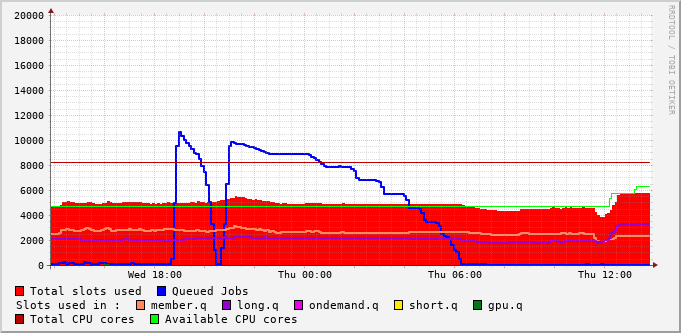 20000
18000
16000
14000
12000
10000
8000
6000
4000
2000
0
Wed 18:00 Thu 00:00 Thu 06:00 Thu 12:00
RRDTOOL / TOBI OETIKER
Total slots used Queued Jobs
Slots used in : member.q long.q ondemand.q short.q gpu.q
Total CPU cores Available CPU cores